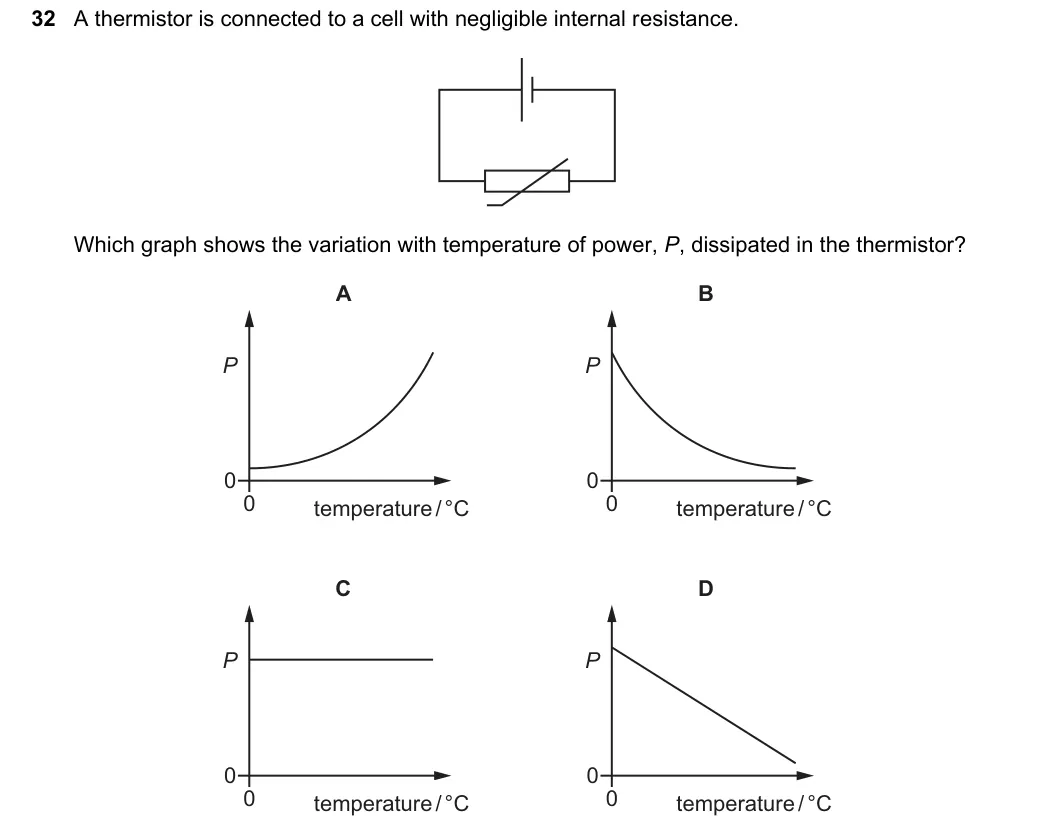 32 A thermistor is connected to a cell with negligible internal resistance.
Which graph shows the variation with temperature of power, P, dissipated in the thermistor?
A
B
P
0
0
temperature / °C
P
0
0
temperature / °C
C
D
P
0
0
temperature / °C
P
0
0
temperature / °C